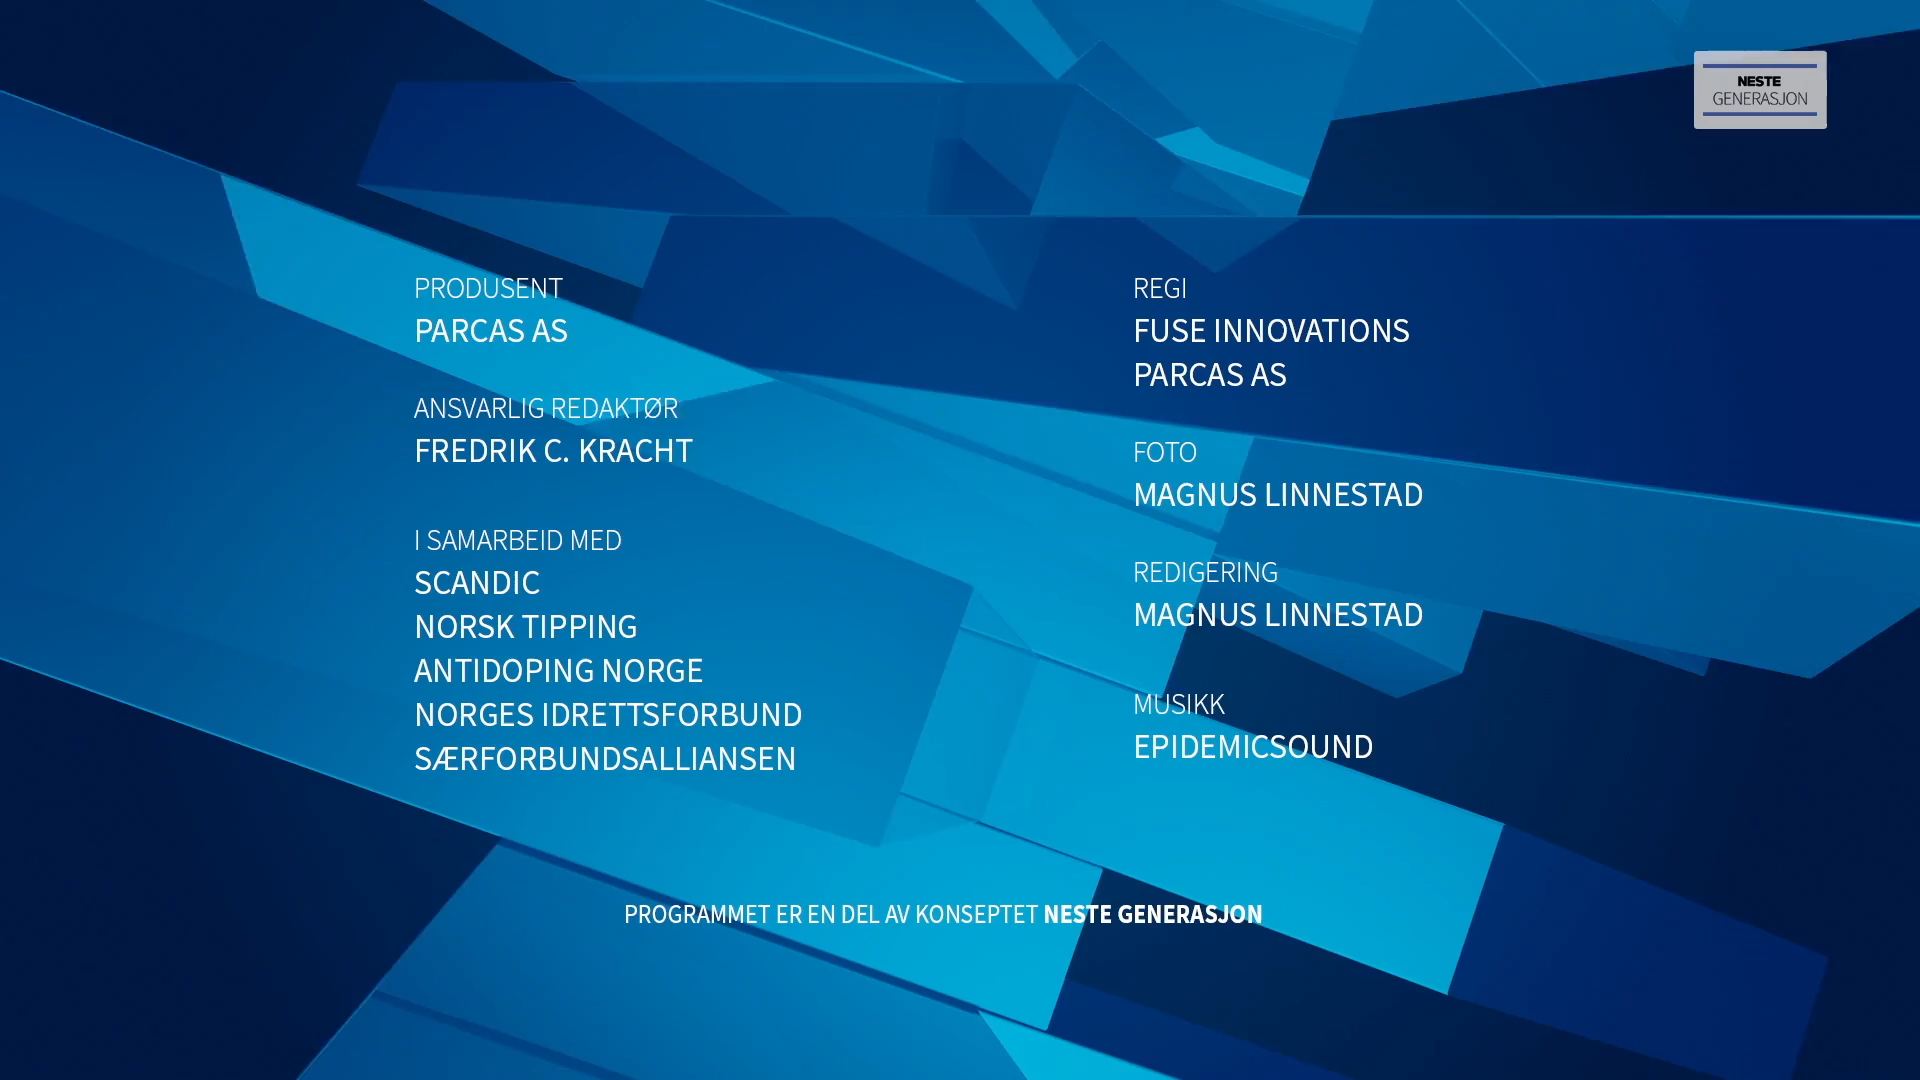 NESTE
GENERASJON
PRODUSENT
PARCAS AS
ANSVARLIG REDAKTØR
FREDRIK C. KRACHT
I SAMARBEID MED
SCANDIC
NORSK TIPPING
ANTIDOPING NORGE
NORGES IDRETTSFORBUND
SÆRFORBUNDSALLIANSEN
REGI
FUSE INNOVATIONS
PARCAS AS
FOTO
MAGNUS LINNESTAD
REDIGERING
MAGNUS LINNESTAD
MUSIKK
EPIDEMICSOUND
PROGRAMMET ER EN DEL AV KONSEPTET NESTE GENERASJON